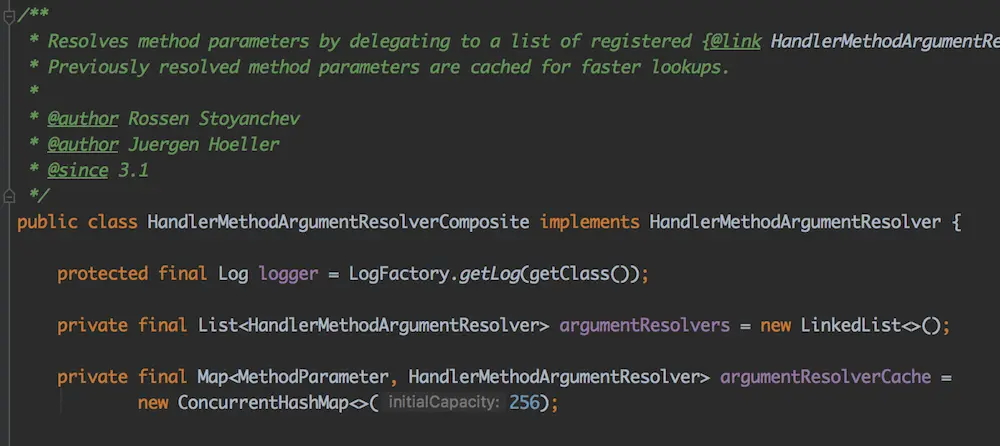 /**
* Resolves method parameters by delegating to a list of registered {@link HandlerMethodArgumentRe
* Previously resolved method parameters are cached for faster lookups.
*
* @author Rossen Stoyanchev
* @author Juergen Hoeller
* @since 3.1
*/
public class HandlerMethodArgumentResolverComposite implements HandlerMethodArgumentResolver {
protected final Log logger = LogFactory.getLog(getClass());
private final List<HandlerMethodArgumentResolver> argumentResolvers = new LinkedList<>();
private final Map<MethodParameter, HandlerMethodArgumentResolver> argumentResolverCache =
new ConcurrentHashMap<>( initialCapacity: 256);